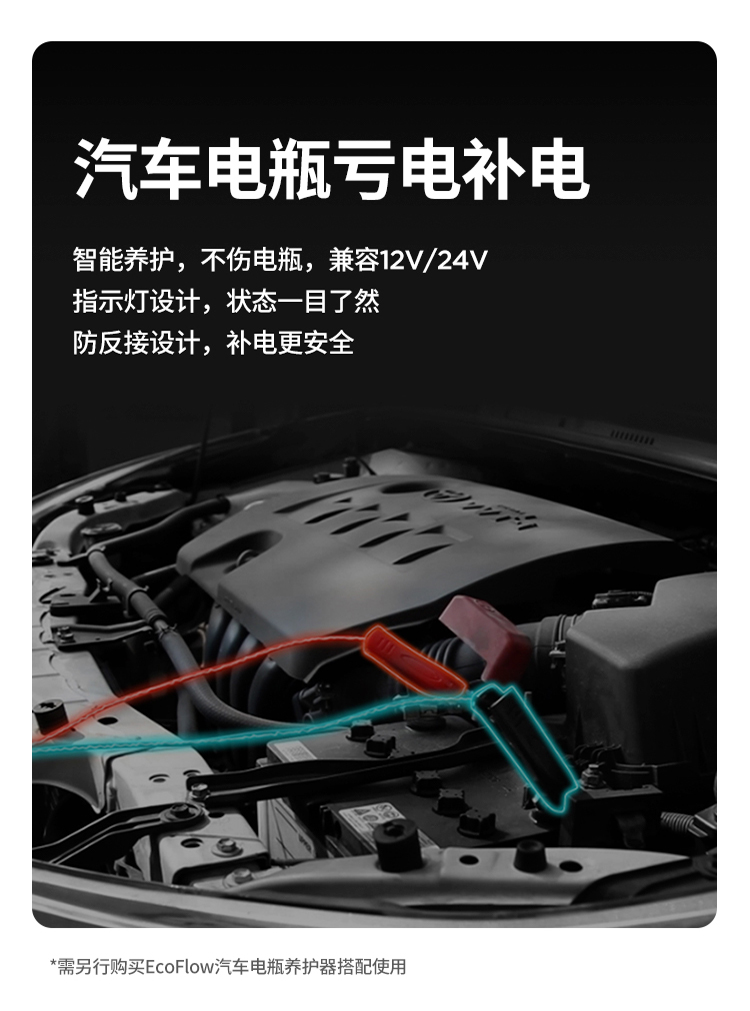 汽车电瓶亏电补电
智能养护，不伤电瓶，兼容12V/24V
指示灯设计，状态一目了然
防反接设计，补电更安全
*需另行购买EcoFlow汽车电瓶养护器搭配使用